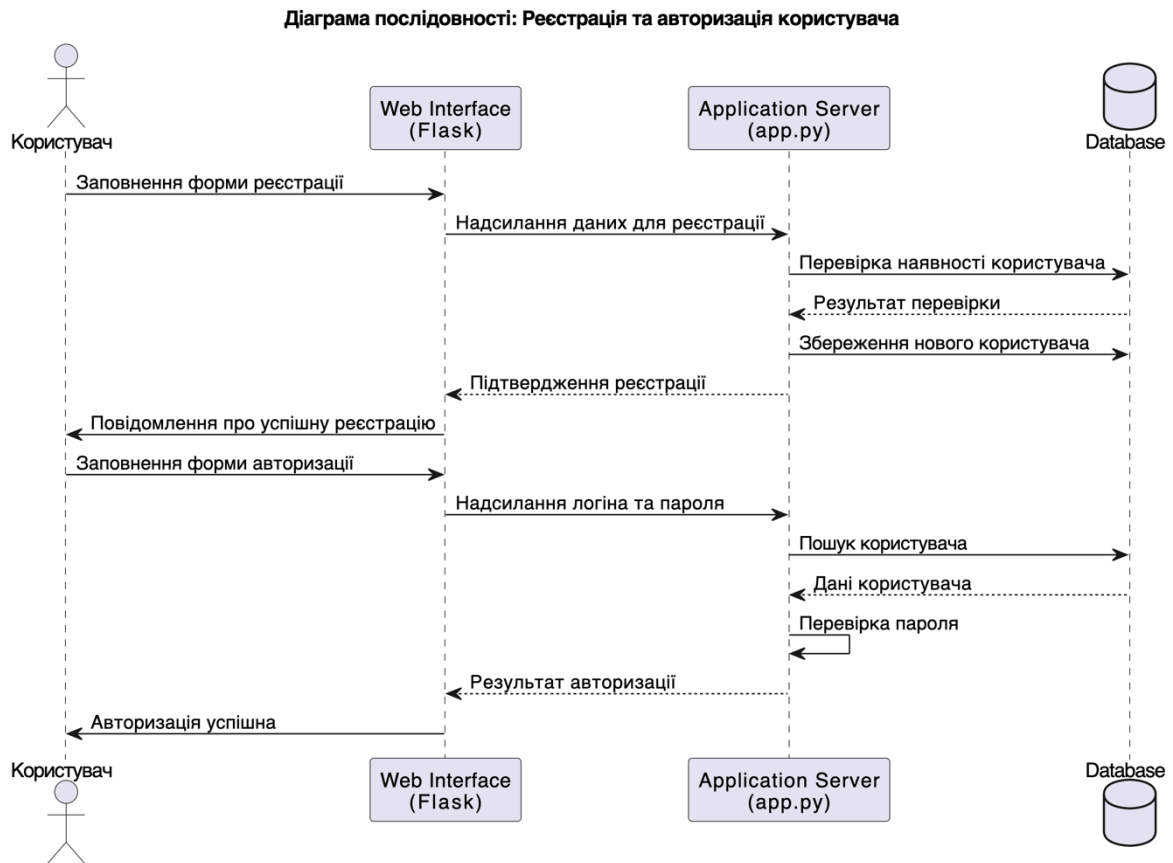 Діаграма послідовності: Реєстрація та авторизація користувача
Користувач
Web Interface
(Flask)
Application Server
(app.py)
Database
Заповнення форми реєстрації
Надсилання даних для реєстрації
Перевірка наявності користувача
Результат перевірки
Збереження нового користувача
Підтвердження реєстрації
Повідомлення про успішну реєстрацію
Заповнення форми авторизації
Надсилання логіна та пароля
Пошук користувача
Дані користувача
Перевірка пароля
Результат авторизації
Авторизація успішна
Користувач
Web Interface
(Flask)
Application Server
(app.py)
Database